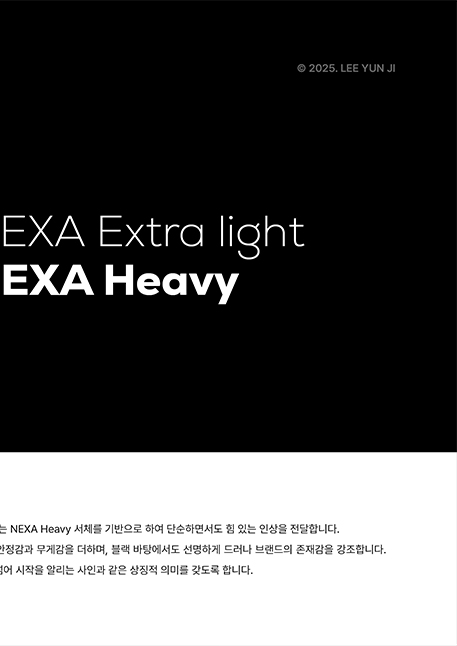 © 2025. LEE YUN JI
EXA Extra light
EXA Heavy
는 NEXA Heavy 서체를 기반으로 하여 단순하면서도 힘 있는 인상을 전달합니다.
안정감과 무게감을 더하며, 블랙 바탕에서도 선명하게 드러나 브랜드의 존재감을 강조합니다.
넘어 시작을 알리는 사인과 같은 상징적 의미를 갖도록 합니다.